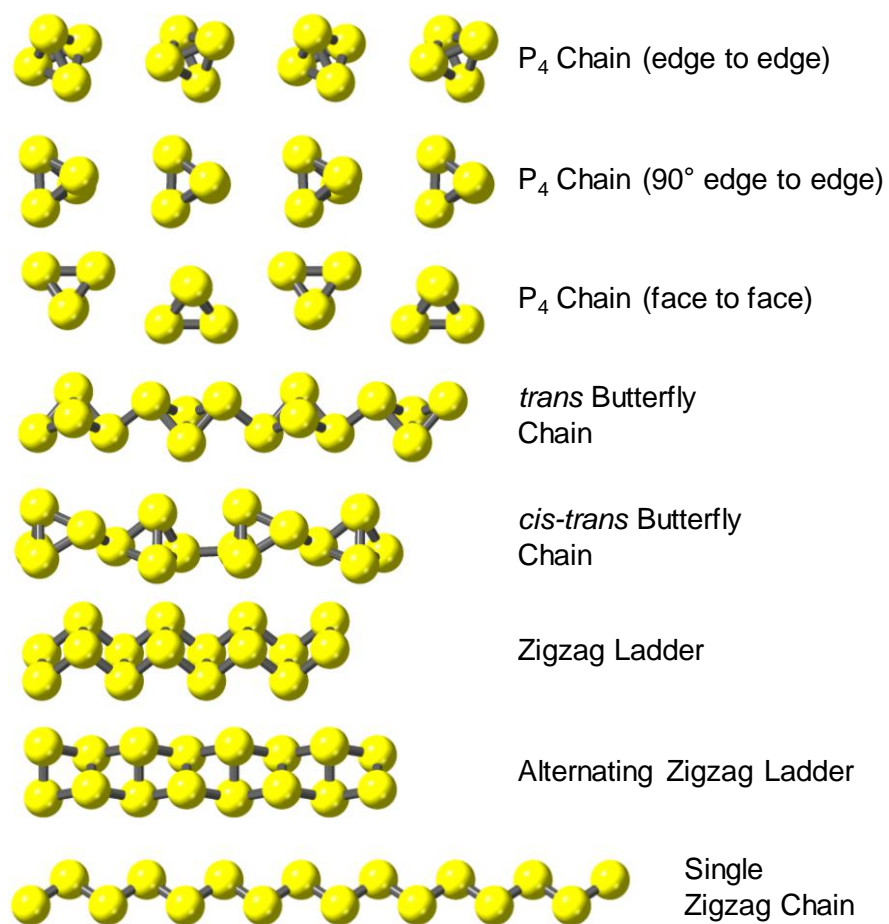 P₄ Chain (edge to edge)
P₄ Chain (90° edge to edge)
P₄ Chain (face to face)
trans Butterfly
Chain
cis-trans Butterfly
Chain
Zigzag Ladder
Alternating Zigzag Ladder
Single
Zigzag Chain